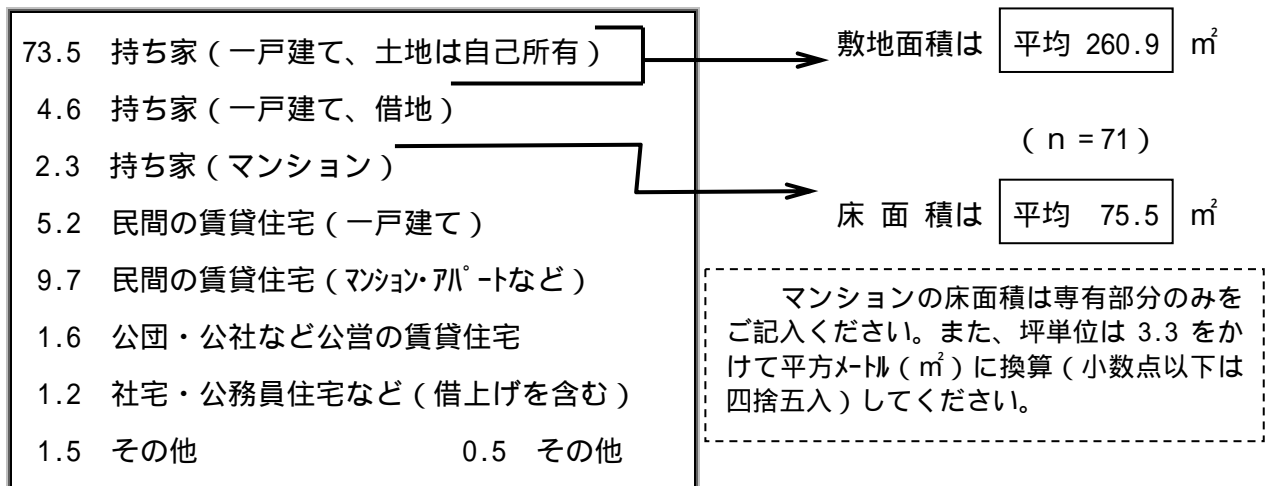 73.5 持ち家（一戸建て、土地は自己所有）
4.6 持ち家（一戸建て、借地）
2.3 持ち家（マンション）
5.2 民間の賃貸住宅（一戸建て）
9.7 民間の賃貸住宅（ﾏﾝｼｮﾝ・ｱﾊﾟｰﾄなど）
1.6 公団・公社など公営の賃貸住宅
1.2 社宅・公務員住宅など（借上げを含む）
1.5 その他 0.5 その他
敷地面積は 平均 260.9 ㎡
（ｎ=71）
床 面 積は 平均 75.5 ㎡
マンションの床面積は専有部分のみを
ご記入ください。また、坪単位は 3.3 をか
けて平方ﾒｰﾄﾙ（㎡）に換算（小数点以下は
四捨五入）してください。